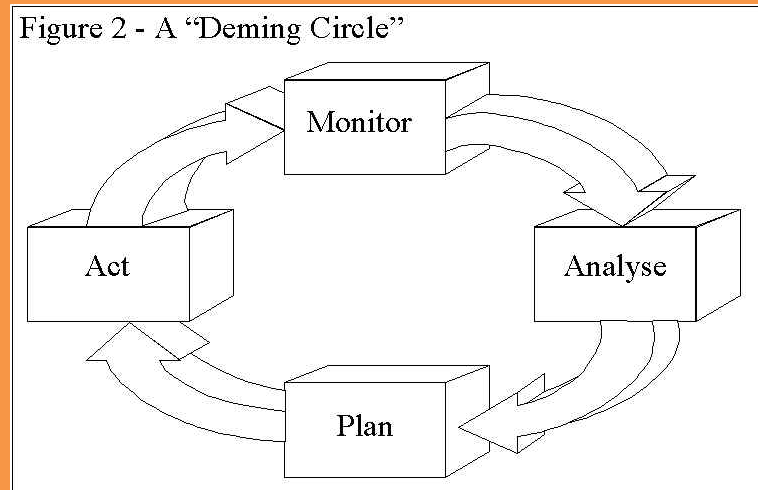 Figure 2 - A “Deming Circle”
Monitor
Act
Analyse
Plan